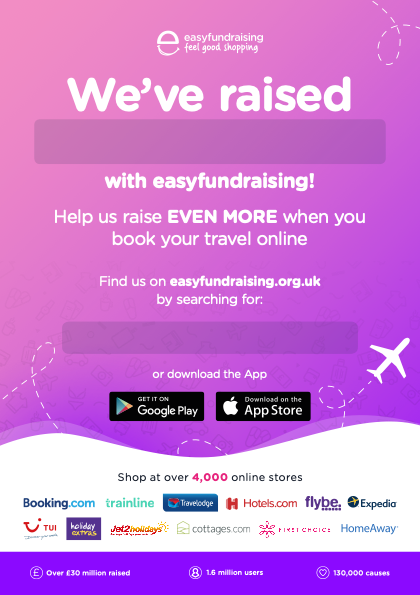 easyfundraising
feel good shopping
We've raised
with easyfundraising!
Help us raise EVEN MORE when you
book your travel online
Find us on easyfundraising.org.uk
by searching for:
or download the App
GET IT ON
Google Play
Download on the
App Store
Shop at over 4,000 online stores
Booking.com trainline Travelodge Hotels.com flybe. Expedia
TUI holiday extras Jet2holidays cottages.com FIRST CHOICE HomeAway
Over £30 million raised 1.6 million users 130,000 causes